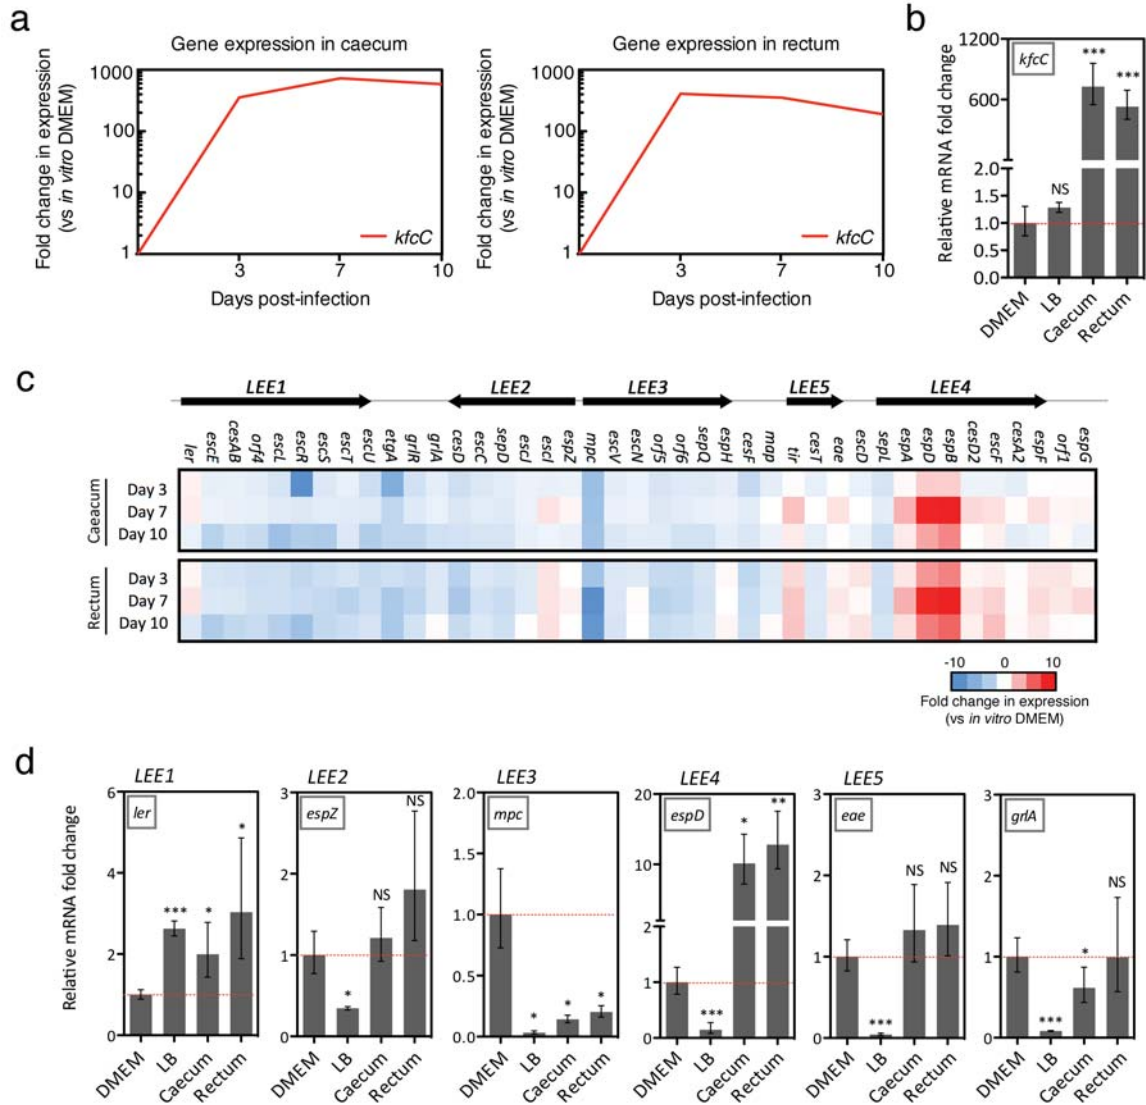 a
Gene expression in caecum
Fold change in expression
(vs in vitro DMEM)
1000
100
10
1
kfcC
3 7 10
Days post-infection
Gene expression in rectum
Fold change in expression
(vs in vitro DMEM)
1000
100
10
1
kfcC
3 7 10
Days post-infection
b
Relative mRNA fold change
1200
600
2.0
1.5
1.0
0.5
0.0
kfcC
NS *** ***
DMEM LB Caecum Rectum
c
LEE1 LEE2 LEE3 LEE5 LEE4
ler escE cesAB orf4 escL escR escS escT escU etgA grlR grlA cesD escC sepD escJ escI espZ mpc escV escN orf5 orf6 sepQ espH cesF map tir cesT eae escD sepL espA espD espB cesD2 escF cesA2 espF orf1 espG
Caeacum
Day 3
Day 7
Day 10
Rectum
Day 3
Day 7
Day 10
-10 0 10
Fold change in expression
(vs in vitro DMEM)
d
Relative mRNA fold change
LEE1
6
4
2
0
ler
*** * *
DMEM LB Caecum Rectum
LEE2
3
2
1
0
espZ
* NS NS
DMEM LB Caecum Rectum
LEE3
2.0
1.5
1.0
0.5
0.0
mpc
* * *
DMEM LB Caecum Rectum
LEE4
20
10
2
1
0
espD
*** * **
DMEM LB Caecum Rectum
LEE5
3
2
1
0
eae
*** NS NS
DMEM LB Caecum Rectum
3
2
1
0
grlA
*** * NS
DMEM LB Caecum Rectum